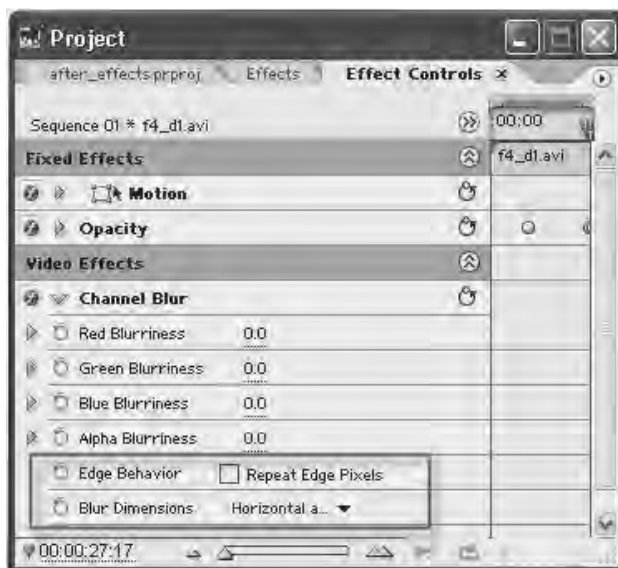 Project
after_effects.prproj Effects Effect Controls ×
Sequence 01 * f4_d1.avi 00:00
Fixed Effects f4_d1.avi
Motion
Opacity
Video Effects
Channel Blur
Red Blurriness 0.0
Green Blurriness 0.0
Blue Blurriness 0.0
Alpha Blurriness 0.0
Edge Behavior Repeat Edge Pixels
Blur Dimensions Horizontal a...
00:00:27:17